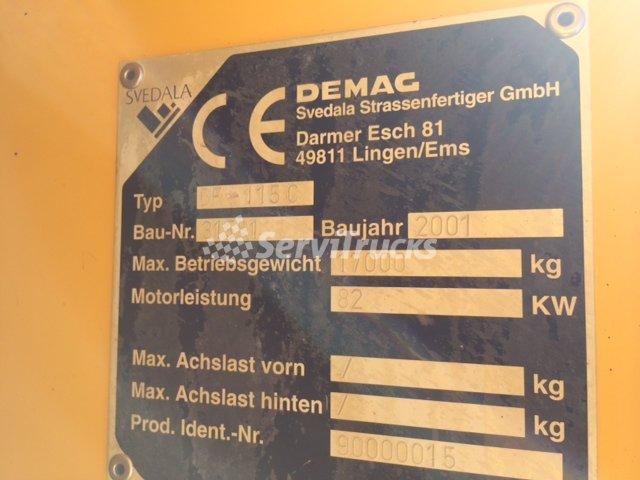 SVEDALA
CE
DEMAG
Svedala Strassenfertiger GmbH
Darmer Esch 81
49811 Lingen/Ems
Typ
Bau-Nr. Baujahr 2001
Max. Betriebsgewicht 17000 kg
Motorleistung 82 KW
Max. Achslast vorn / kg
Max. Achslast hinten / kg
Prod. Ident.-Nr. 90000015
ServiTrucks